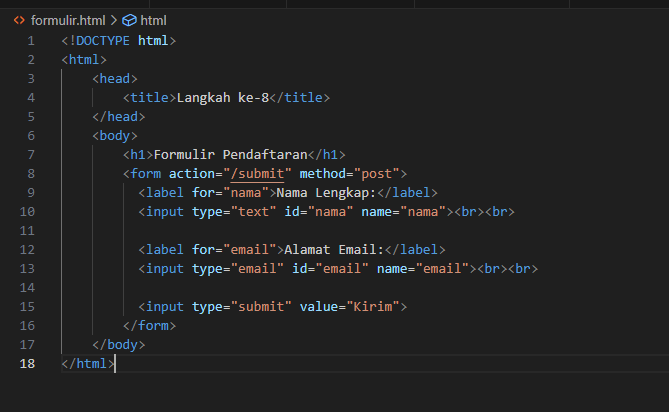 formulir.html > html
1 <!DOCTYPE html>
2 <html>
3 <head>
4 <title>Langkah ke-8</title>
5 </head>
6 <body>
7 <h1>Formulir Pendaftaran</h1>
8 <form action="/submit" method="post">
9 <label for="nama">Nama Lengkap:</label>
10 <input type="text" id="nama" name="nama"><br><br>
11
12 <label for="email">Alamat Email:</label>
13 <input type="email" id="email" name="email"><br><br>
14
15 <input type="submit" value="Kirim">
16 </form>
17 </body>
18 </html>